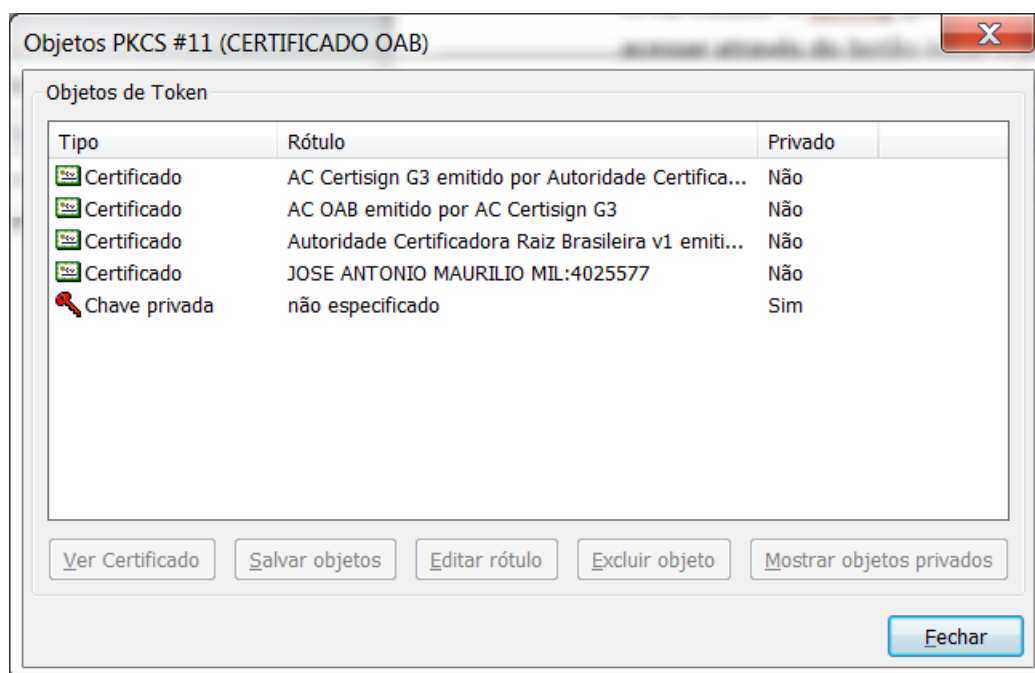 Objetos PKCS #11 (CERTIFICADO OAB)
acessar através do
Objetos de Token
Tipo Rótulo Privado
Certificado AC Certisign G3 emitido por Autoridade Certifica... Não
Certificado AC OAB emitido por AC Certisign G3 Não
Certificado Autoridade Certificadora Raiz Brasileira v1 emiti... Não
Certificado JOSE ANTONIO MAURILIO MIL:4025577 Não
Chave privada não especificado Sim
Ver Certificado Salvar objetos Editar rótulo Excluir objeto Mostrar objetos privados
Fechar